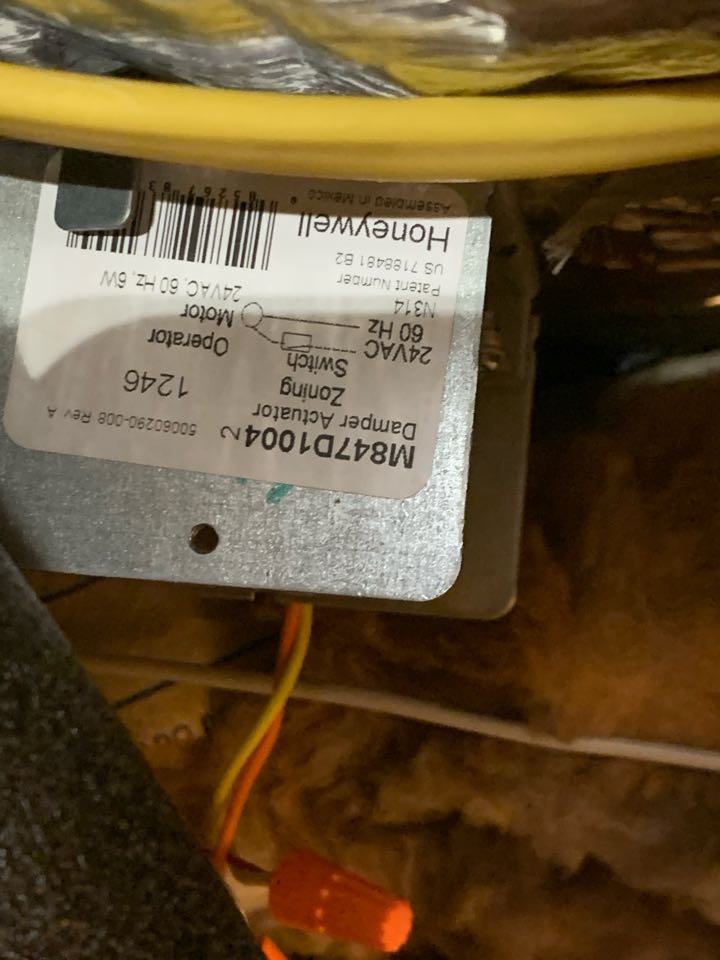 M847D1004 2
Damper Actuator 50060290-008 Rev A
Zoning 1246
Switch
24VAC Operator
60 Hz Motor
N314 24VAC, 60 Hz, 6W
Patent Number
US 7188481 B2
Honeywell
Assembled in Mexico